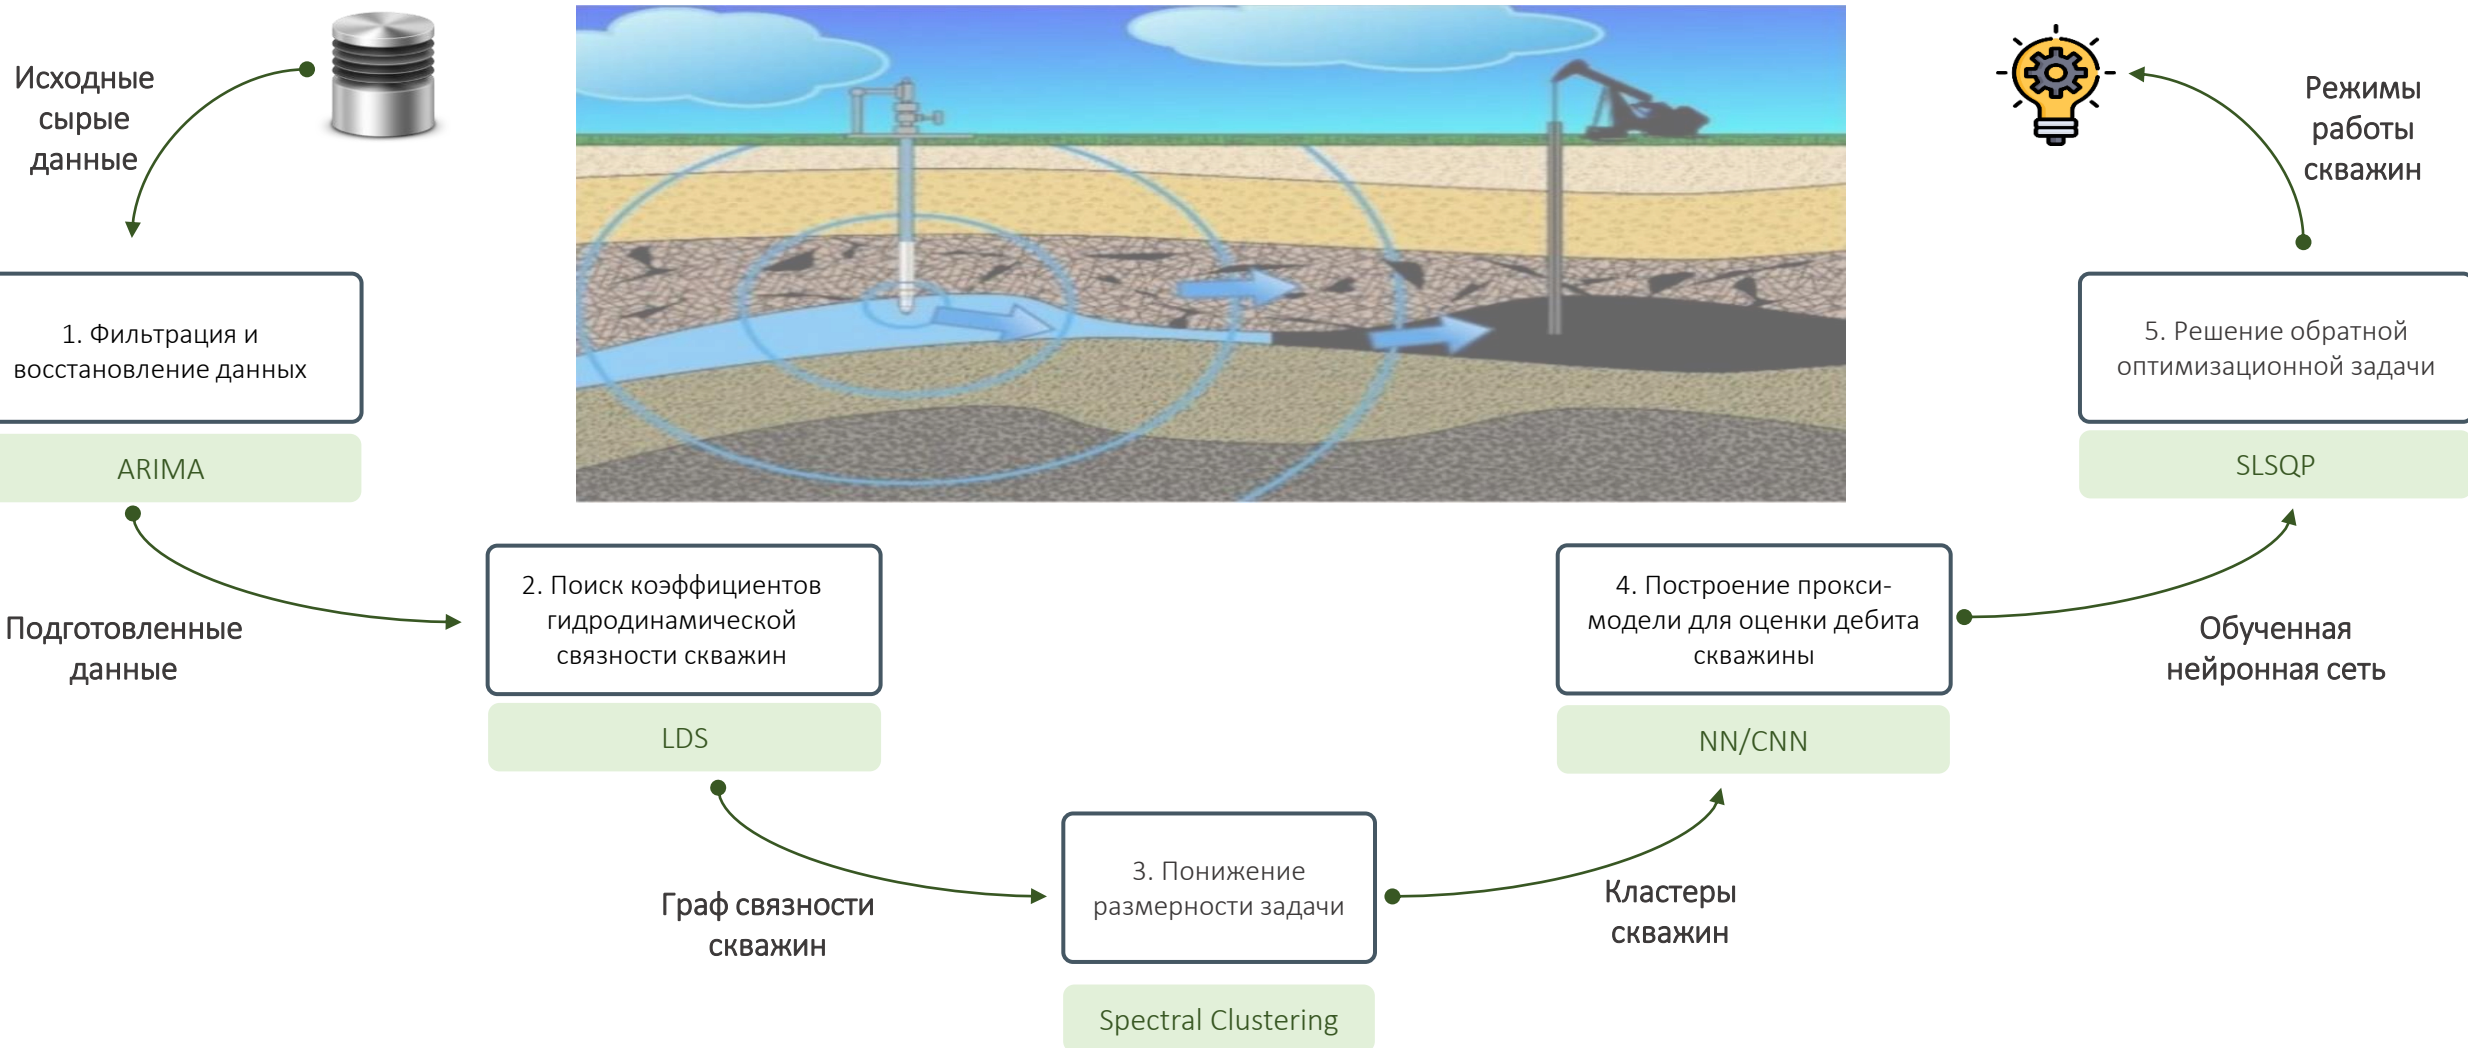 Исходные
сырые
данные
1. Фильтрация и
восстановление данных
ARIMA
Подготовленные
данные
2. Поиск коэффициентов
гидродинамической
связности скважин
LDS
Граф связности
скважин
3. Понижение
размерности задачи
Spectral Clustering
Кластеры
скважин
4. Построение прокси-
модели для оценки дебита
скважины
NN/CNN
Обученная
нейронная сеть
5. Решение обратной
оптимизационной задачи
SLSQP
Режимы
работы
скважин